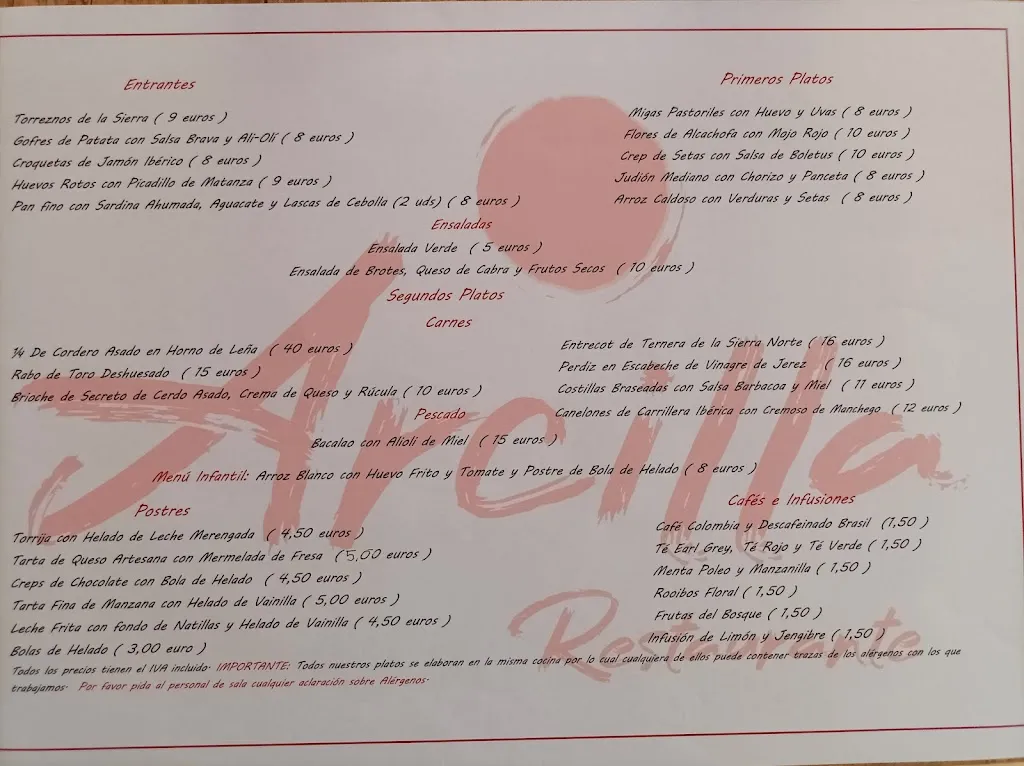 Entrantes
Torreznos de la Sierra ( 9 euros )
Gofres de Patata con Salsa Brava y Ali-Olí ( 8 euros )
Croquetas de Jamón Ibérico ( 8 euros )
Huevos Rotos con Picadillo de Matanza ( 9 euros )
Pan fino con Sardina Ahumada, Aguacate y Lascas de Cebolla (2 uds) ( 8 euros )
Primeros Platos
Migas Pastoriles con Huevo y Uvas ( 8 euros )
Flores de Alcachofa con Mojo Rojo ( 10 euros )
Crep de Setas con Salsa de Boletus ( 10 euros )
Judión Mediano con Chorizo y Panceta ( 8 euros )
Arroz Caldoso con Verduras y Setas ( 8 euros )
Ensaladas
Ensalada Verde ( 5 euros )
Ensalada de Brotes, Queso de Cabra y Frutos Secos ( 10 euros )
Segundos Platos
Carnes
¼ De Cordero Asado en Horno de Leña ( 40 euros )
Rabo de Toro Deshuesado ( 15 euros )
Brioche de Secreto de Cerdo Asado, Crema de Queso y Rúcula ( 10 euros )
Entrecot de Ternera de la Sierra Norte ( 16 euros )
Perdiz en Escabeche de Vinagre de Jerez ( 16 euros )
Costillas Braseadas con Salsa Barbacoa y Miel ( 11 euros )
Canelones de Carrillera Ibérica con Cremoso de Manchego ( 12 euros )
Pescado
Bacalao con Alioli de Miel ( 15 euros )
Menú Infantil: Arroz Blanco con Huevo Frito y Tomate y Postre de Bola de Helado ( 8 euros )
Postres
Torrija con Helado de Leche Merengada ( 4,50 euros )
Tarta de Queso Artesana con Mermelada de Fresa ( 5,00 euros )
Creps de Chocolate con Bola de Helado ( 4,50 euros )
Tarta Fina de Manzana con Helado de Vainilla ( 5,00 euros )
Leche Frita con fondo de Natillas y Helado de Vainilla ( 4,50 euros )
Bolas de Helado ( 3,00 euro )
Cafés e Infusiones
Café Colombia y Descafeinado Brasil (1,50 )
Té Earl Grey, Té Rojo y Té Verde ( 1,50 )
Menta Poleo y Manzanilla ( 1,50 )
Rooibos Floral ( 1,50 )
Frutas del Bosque ( 1,50 )
Infusión de Limón y Jengibre ( 1,50 )
Todos los precios tienen el IVA incluido. IMPORTANTE: Todos nuestros platos se elaboran en la misma cocina por lo cual cualquiera de ellos puede contener trazas de los alérgenos con los que
trabajamos. Por favor pida al personal de sala cualquier aclaración sobre Alérgenos.
Arcilla
Restaurante